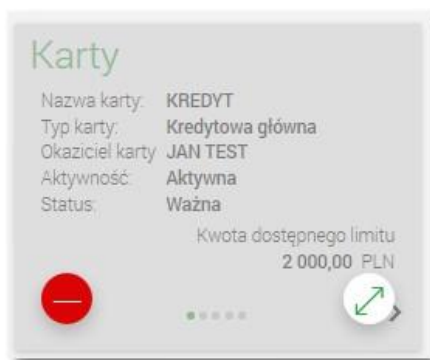 Karty
Nazwa karty: KREDYT
Typ karty: Kredytowa główna
Okaziciel karty JAN TEST
Aktywność: Aktywna
Status: Ważna
Kwota dostępnego limitu
2 000,00 PLN